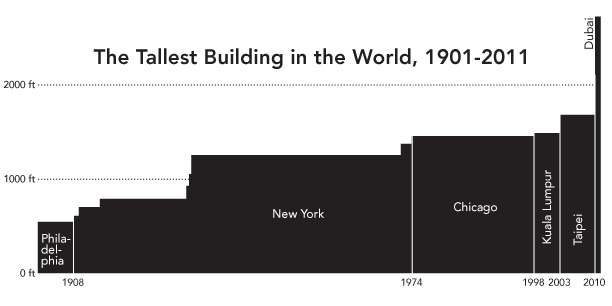 The Tallest Building in the World, 1901-2011
Dubai
2000 ft
1000 ft
0 ft
Phila-
del-
phia
New York
Chicago
Kuala Lumpur
Taipei
1908
1974
1998
2003
2010